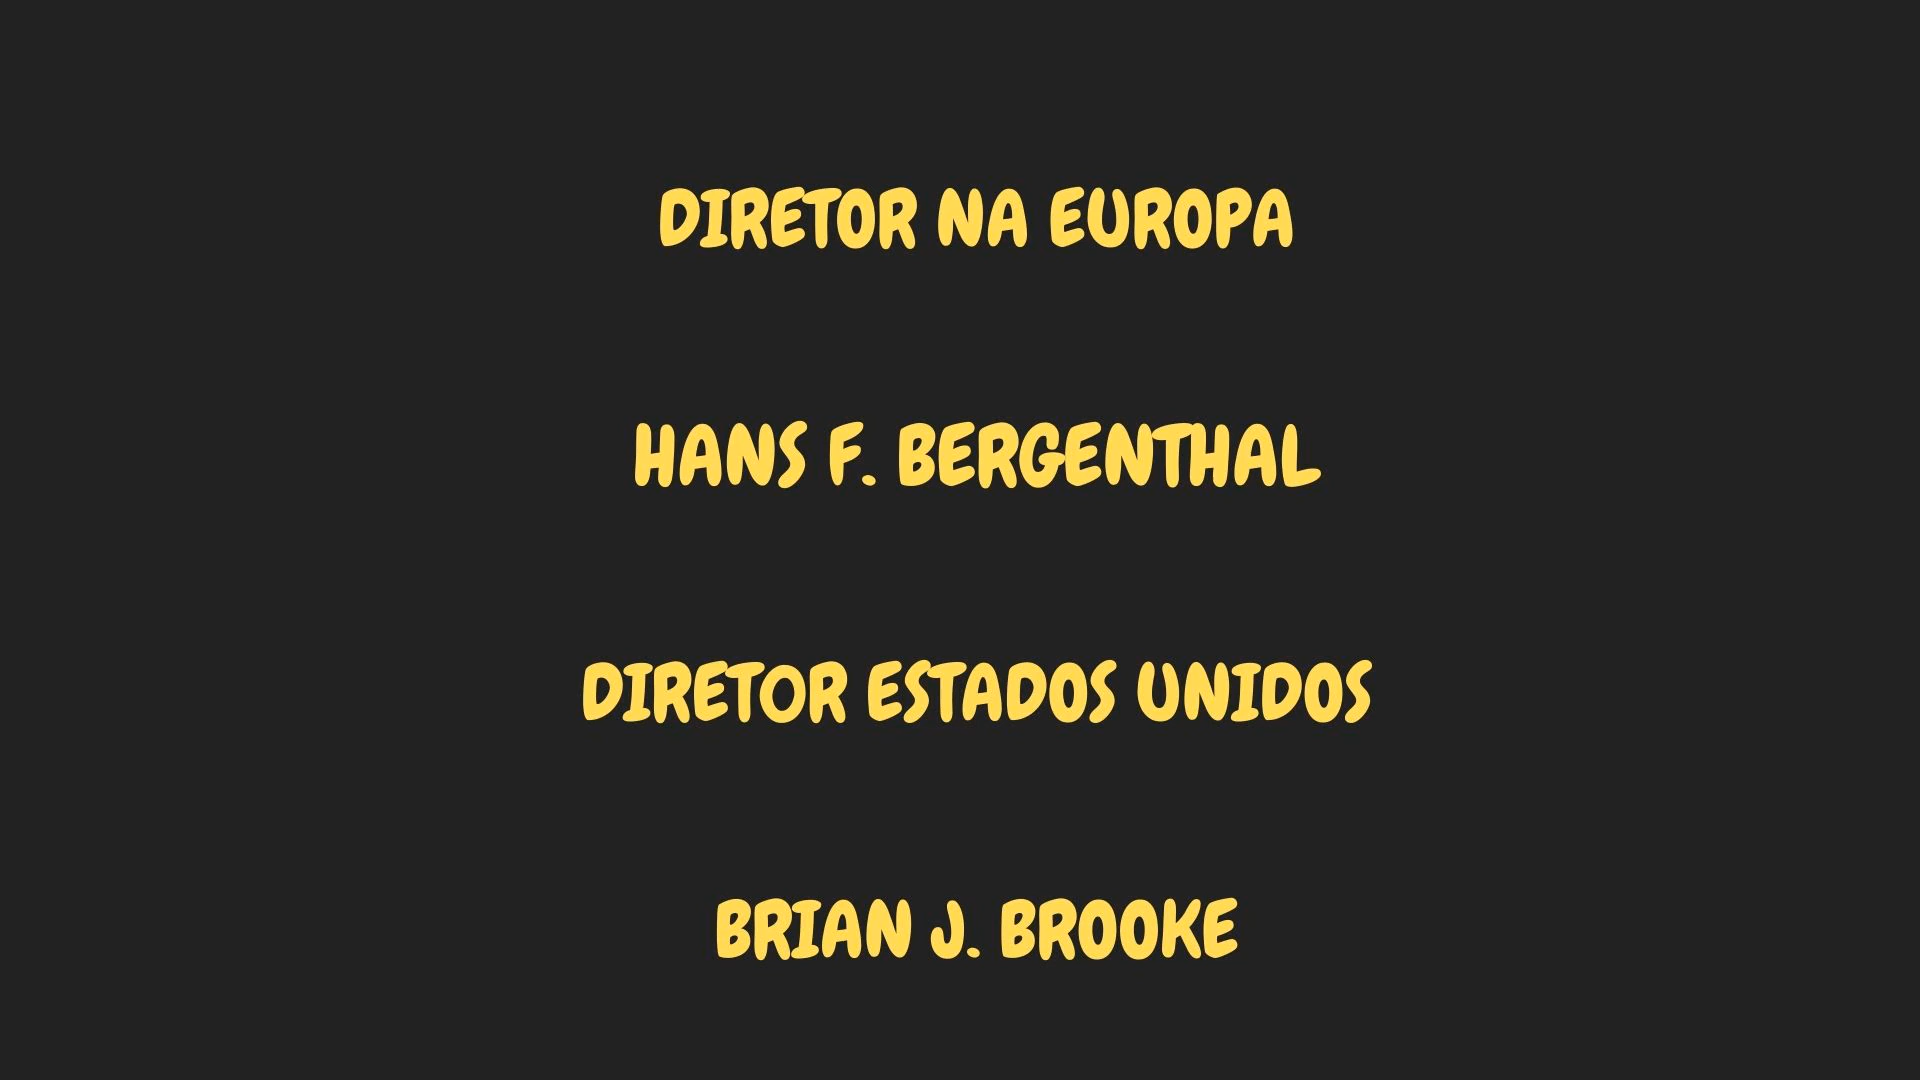 DIRETOR NA EUROPA
HANS F. BERGENTHAL
DIRETOR ESTADOS UNIDOS
BRIAN J. BROOKE